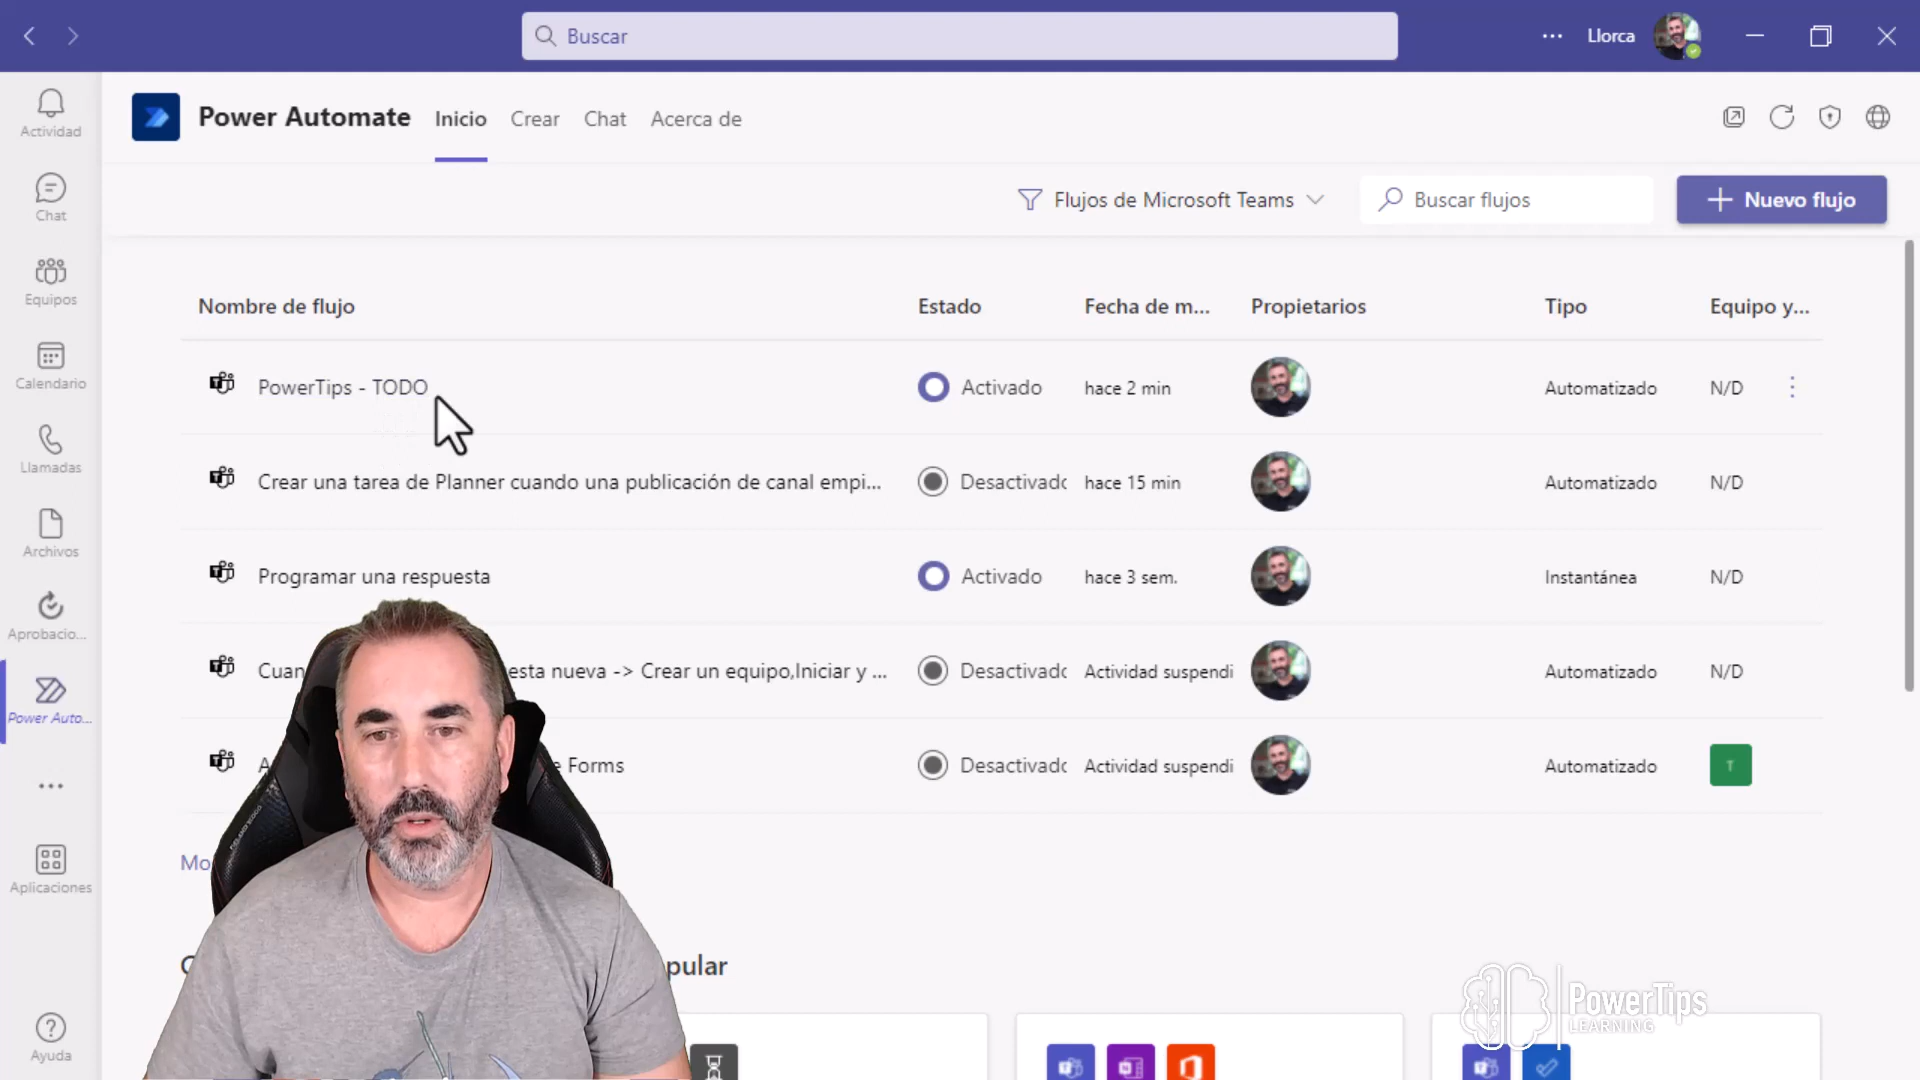 Buscar
Llorca
Actividad
Chat
Equipos
Calendario
Llamadas
Archivos
Aprobacio...
Power Auto...
Aplicaciones
Ayuda
Power Automate
Inicio
Crear
Chat
Acerca de
Flujos de Microsoft Teams
Buscar flujos
Nuevo flujo
Nombre de flujo
Estado
Fecha de m...
Propietarios
Tipo
Equipo y...
PowerTips - TODO
Activado
hace 2 min
Automatizado
N/D
Crear una tarea de Planner cuando una publicación de canal empi...
Desactivado
hace 15 min
Automatizado
N/D
Programar una respuesta
Activado
hace 3 sem.
Instantánea
N/D
esta nueva -> Crear un equipo,Iniciar y ...
Desactivado
Actividad suspendi
Automatizado
N/D
Forms
Desactivado
Actividad suspendi
Automatizado
T
PowerTips
LEARNING